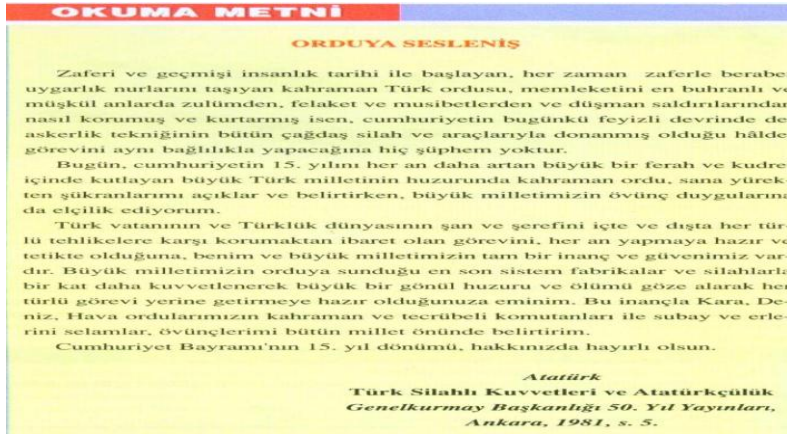 OKUMA METNİ
ORDUYA SESLENİŞ
Zaferi ve geçmişi insanlık tarihi ile başlayan, her zaman zaferle berabe
uygarlık nurlarını taşıyan kahraman Türk ordusu, memleketini en buhranlı ve
müşkül anlarda zulümden, felaket ve musibetlerden ve düşman saldırılarından
nasıl korumuş ve kurtarmış isen, cumhuriyetin bugünkü feyizli devrinde de
askerlik tekniğinin bütün çağdaş silah ve araçlarıyla donanmış olduğu hâlde
görevini aynı bağlılıkla yapacağına hiç şüphem yoktur.
Bugün, cumhuriyetin 15. yılını her an daha artan büyük bir ferah ve kudre
içinde kutlayan büyük Türk milletinin huzurunda kahraman ordu, sana yürek-
ten şükranlarımı açıklar ve belirtirken, büyük milletimizin övünç duygularına
da elçilik ediyorum.
Türk vatanının ve Türklük dünyasının şan ve şerefini içte ve dışta her tür-
lü tehlikelere karşı korumaktan ibaret olan görevini, her an yapmaya hazır ve
tetikte olduğuna, benim ve büyük milletimizin tam bir inanç ve güvenimiz var-
dır. Büyük milletimizin orduya sunduğu en son sistem fabrikalar ve silahlarla
bir kat daha kuvvetlenerek büyük bir gönül huzuru ve ölümü göze alarak her
türlü görevi yerine getirmeye hazır olduğunuza eminim. Bu inançla Kara, De-
niz, Hava ordularımızın kahraman ve tecrübeli komutanları ile subay ve erle-
rini selamlar, övünçlerimi bütün millet önünde belirtirim.
Cumhuriyet Bayramı'nın 15. yıl dönümü, hakkınızda hayırlı olsun.
Atatürk
Türk Silahlı Kuvvetleri ve Atatürkçülük
Genelkurmay Başkanlığı 50. Yıl Yayınları,
Ankara, 1981, s. 5.